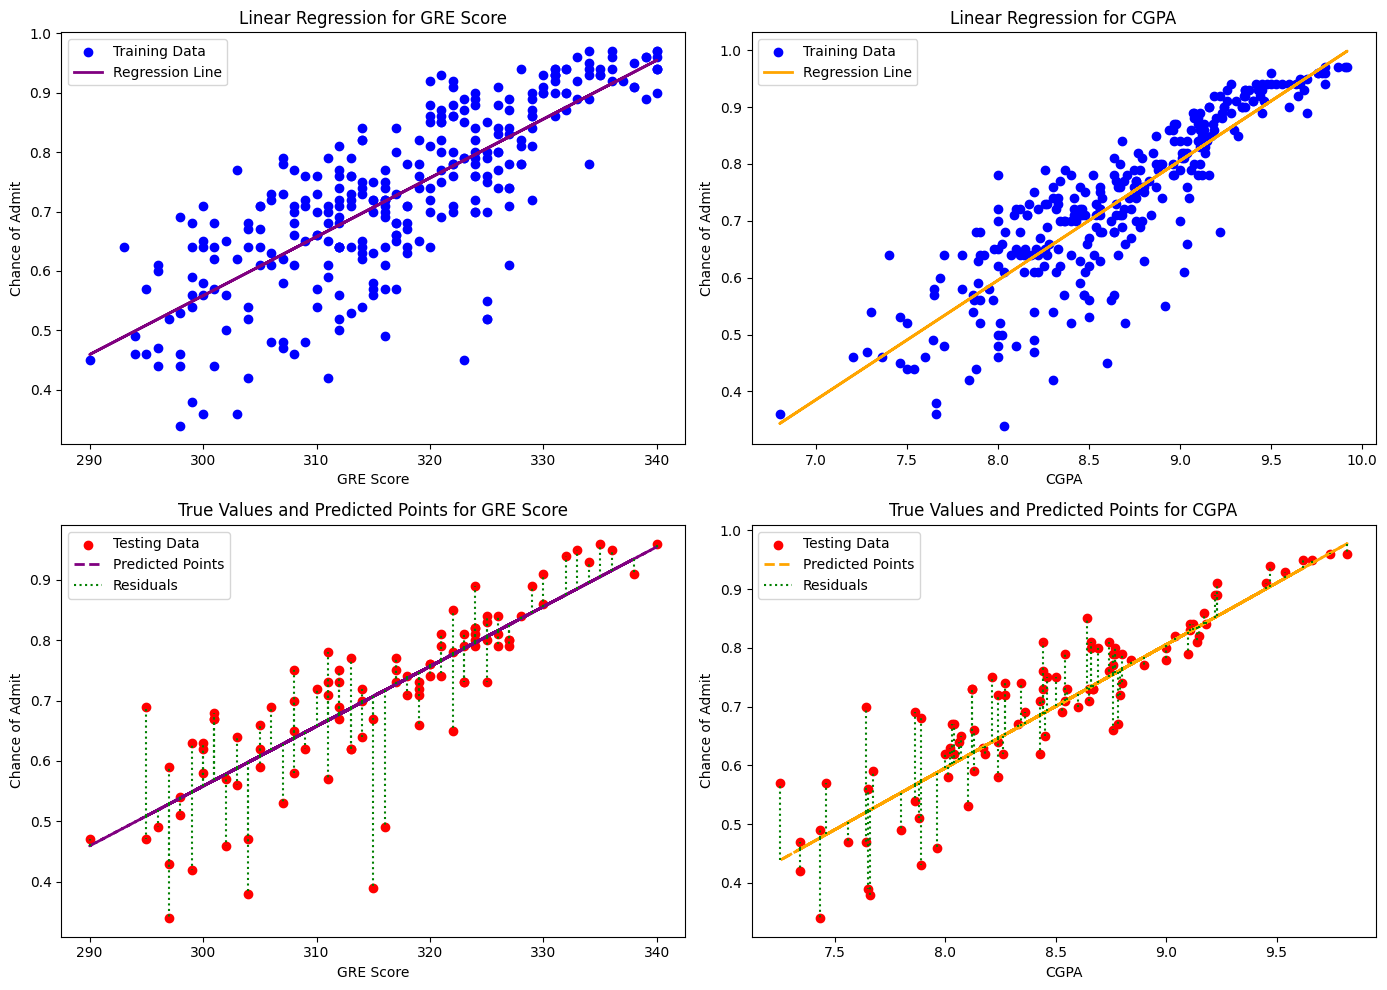 Linear Regression for GRE Score
Training Data
Regression Line
1.0
0.9
0.8
0.7
0.6
0.5
0.4
Chance of Admit
290 300 310 320 330 340
GRE Score
Linear Regression for CGPA
Training Data
Regression Line
1.0
0.9
0.8
0.7
0.6
0.5
0.4
Chance of Admit
7.0 7.5 8.0 8.5 9.0 9.5 10.0
CGPA
True Values and Predicted Points for GRE Score
Testing Data
Predicted Points
Residuals
0.9
0.8
0.7
0.6
0.5
0.4
Chance of Admit
290 300 310 320 330 340
GRE Score
True Values and Predicted Points for CGPA
Testing Data
Predicted Points
Residuals
1.0
0.9
0.8
0.7
0.6
0.5
0.4
Chance of Admit
7.5 8.0 8.5 9.0 9.5
CGPA